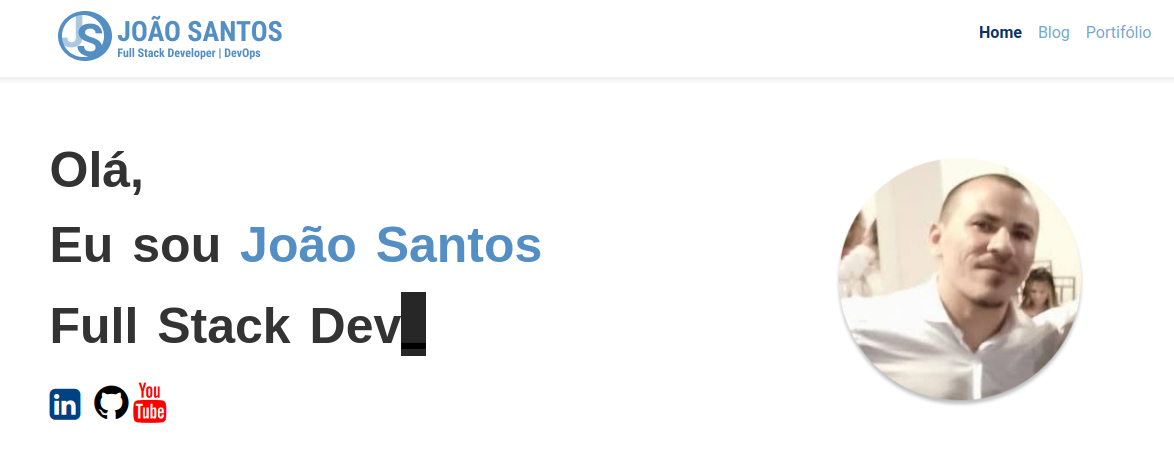 JS JOÃO SANTOS
Full Stack Developer | DevOps
Home Blog Portifólio
Olá,
Eu sou João Santos
Full Stack Dev_
in
You
Tube